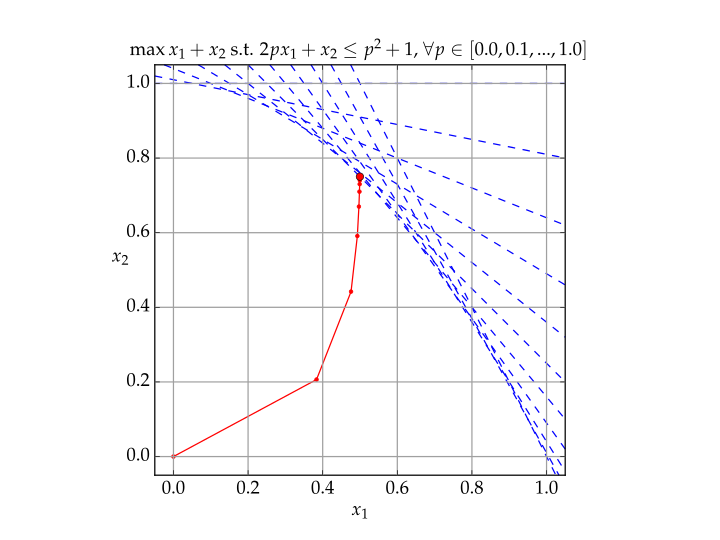 max x₁ + x₂ s.t. 2px₁ + x₂ ≤ p² + 1, ∀p ∈ [0.0, 0.1, ..., 1.0]
1.0
0.8
0.6
x₂
0.4
0.2
0.0
0.0 0.2 0.4 0.6 0.8 1.0
x₁